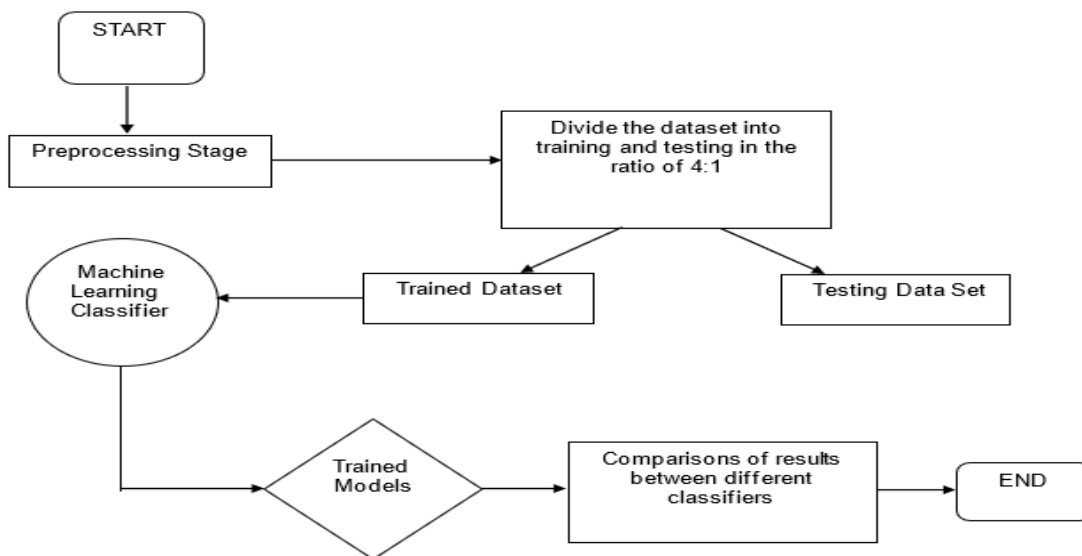 START
Preprocessing Stage
Divide the dataset into
training and testing in the
ratio of 4:1
Machine
Learning
Classifier
Trained Dataset
Testing Data Set
Trained
Models
Comparisons of results
between different
classifiers
END